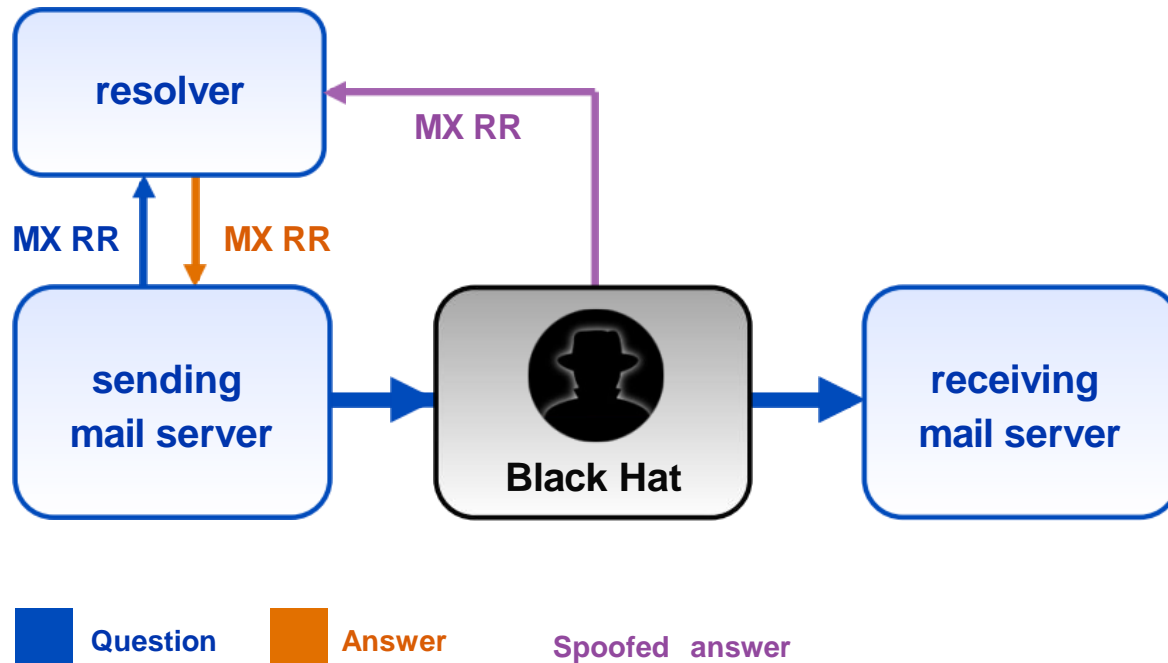 resolver
MX RR
MX RR MX RR
sending
mail server
Black Hat
receiving
mail server
Question Answer Spoofed answer